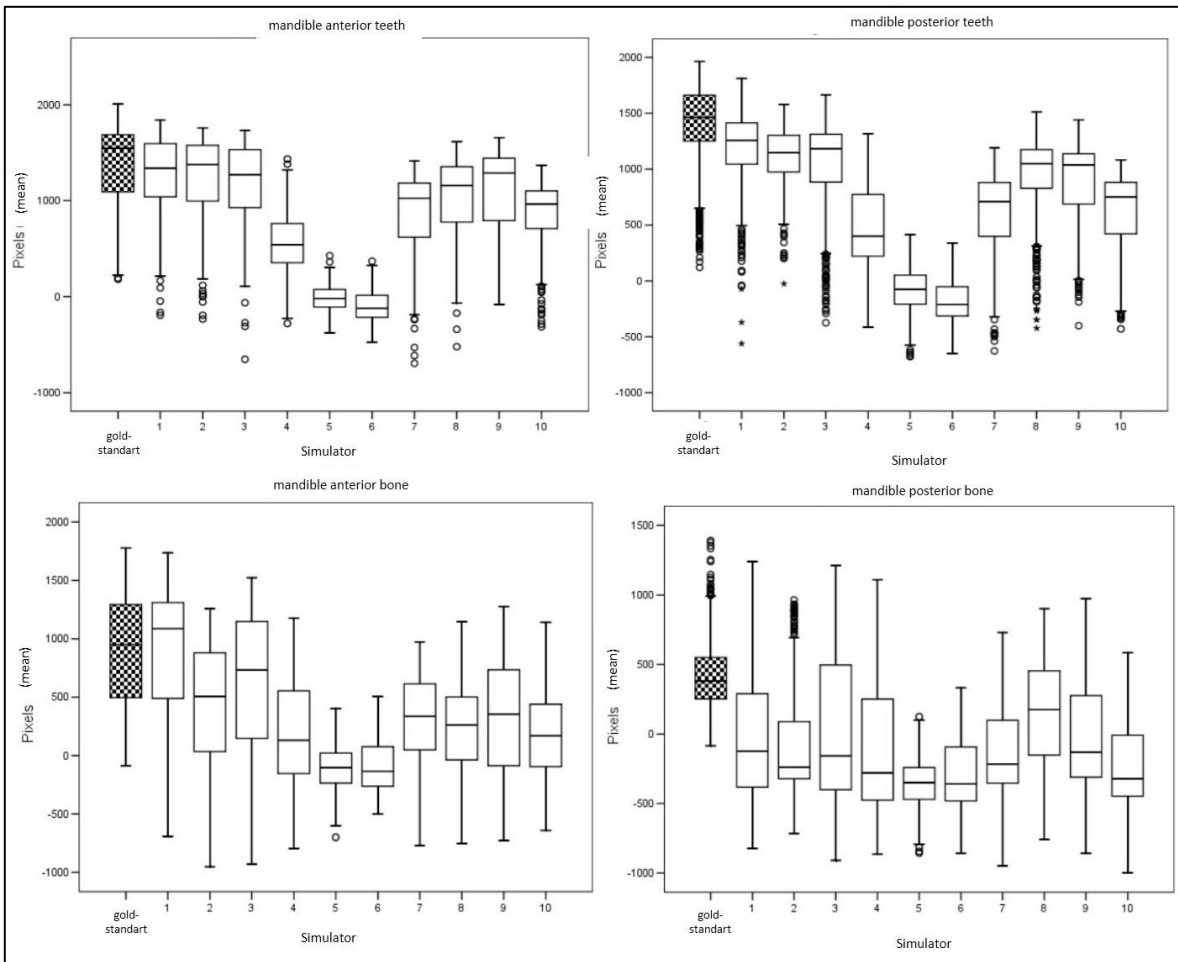 mandible anterior teeth
2000
1000
0
-1000
Pixels (mean)
gold-
standart
1 2 3 4 5 6 7 8 9 10
Simulator
mandible posterior teeth
2000
1500
1000
500
0
-500
-1000
Pixels (mean)
gold-
standart
1 2 3 4 5 6 7 8 9 10
Simulator
mandible anterior bone
2000
1500
1000
500
0
-500
-1000
Pixels (mean)
gold-
standart
1 2 3 4 5 6 7 8 9 10
Simulator
mandible posterior bone
1500
1000
500
0
-500
-1000
Pixels (mean)
gold-
standart
1 2 3 4 5 6 7 8 9 10
Simulator